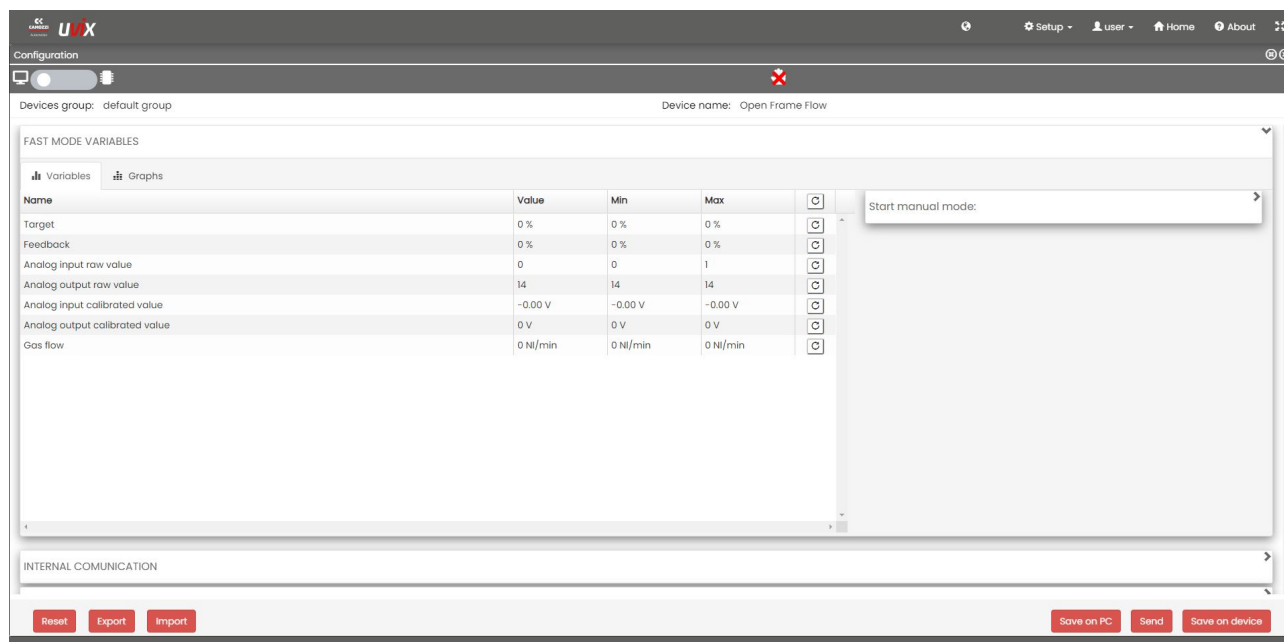 CAMOZZI
UVIX
Setup
user
Home
About
Configuration
Devices group: default group
Device name: Open Frame Flow
FAST MODE VARIABLES
Variables
Graphs
Name Value Min Max
Start manual mode:
Target 0 % 0 % 0 %
Feedback 0 % 0 % 0 %
Analog input raw value 0 0 1
Analog output raw value 14 14 14
Analog input calibrated value -0.00 V -0.00 V -0.00 V
Analog output calibrated value 0 V 0 V 0 V
Gas flow 0 Nl/min 0 Nl/min 0 Nl/min
INTERNAL COMUNICATION
Reset
Export
Import
Save on PC
Send
Save on device